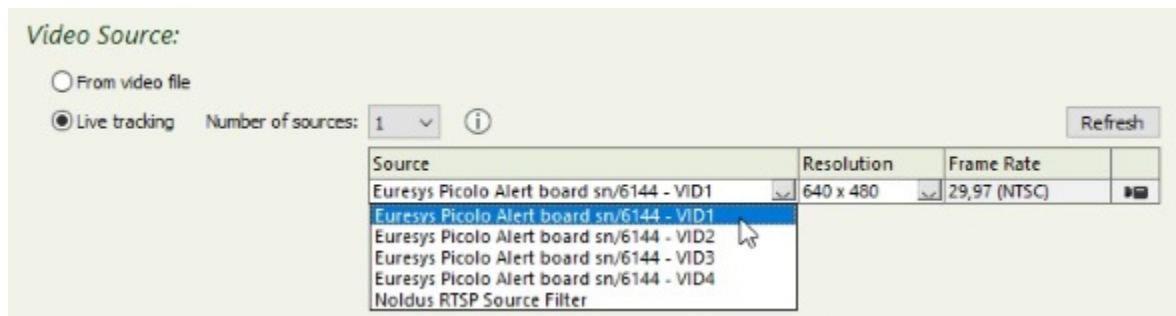 Video Source:
From video file
Live tracking Number of sources: 1 Refresh
Source Resolution Frame Rate
Euresys Picolo Alert board sn/6144 - VID1 640 x 480 29,97 (NTSC)
Euresys Picolo Alert board sn/6144 - VID1
Euresys Picolo Alert board sn/6144 - VID2
Euresys Picolo Alert board sn/6144 - VID3
Euresys Picolo Alert board sn/6144 - VID4
Noldus RTSP Source Filter